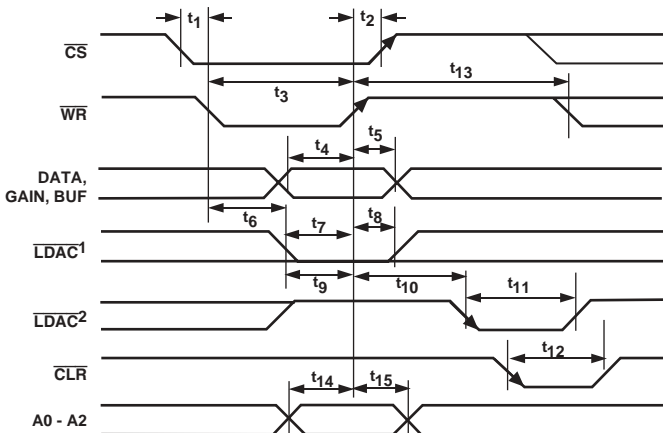 t1 t2
CS
t3 t13
WR
t4 t5
DATA,
GAIN, BUF
t6 t7 t8
LDAC1
t9 t10 t11
LDAC2
t12
CLR
t14 t15
A0 - A2